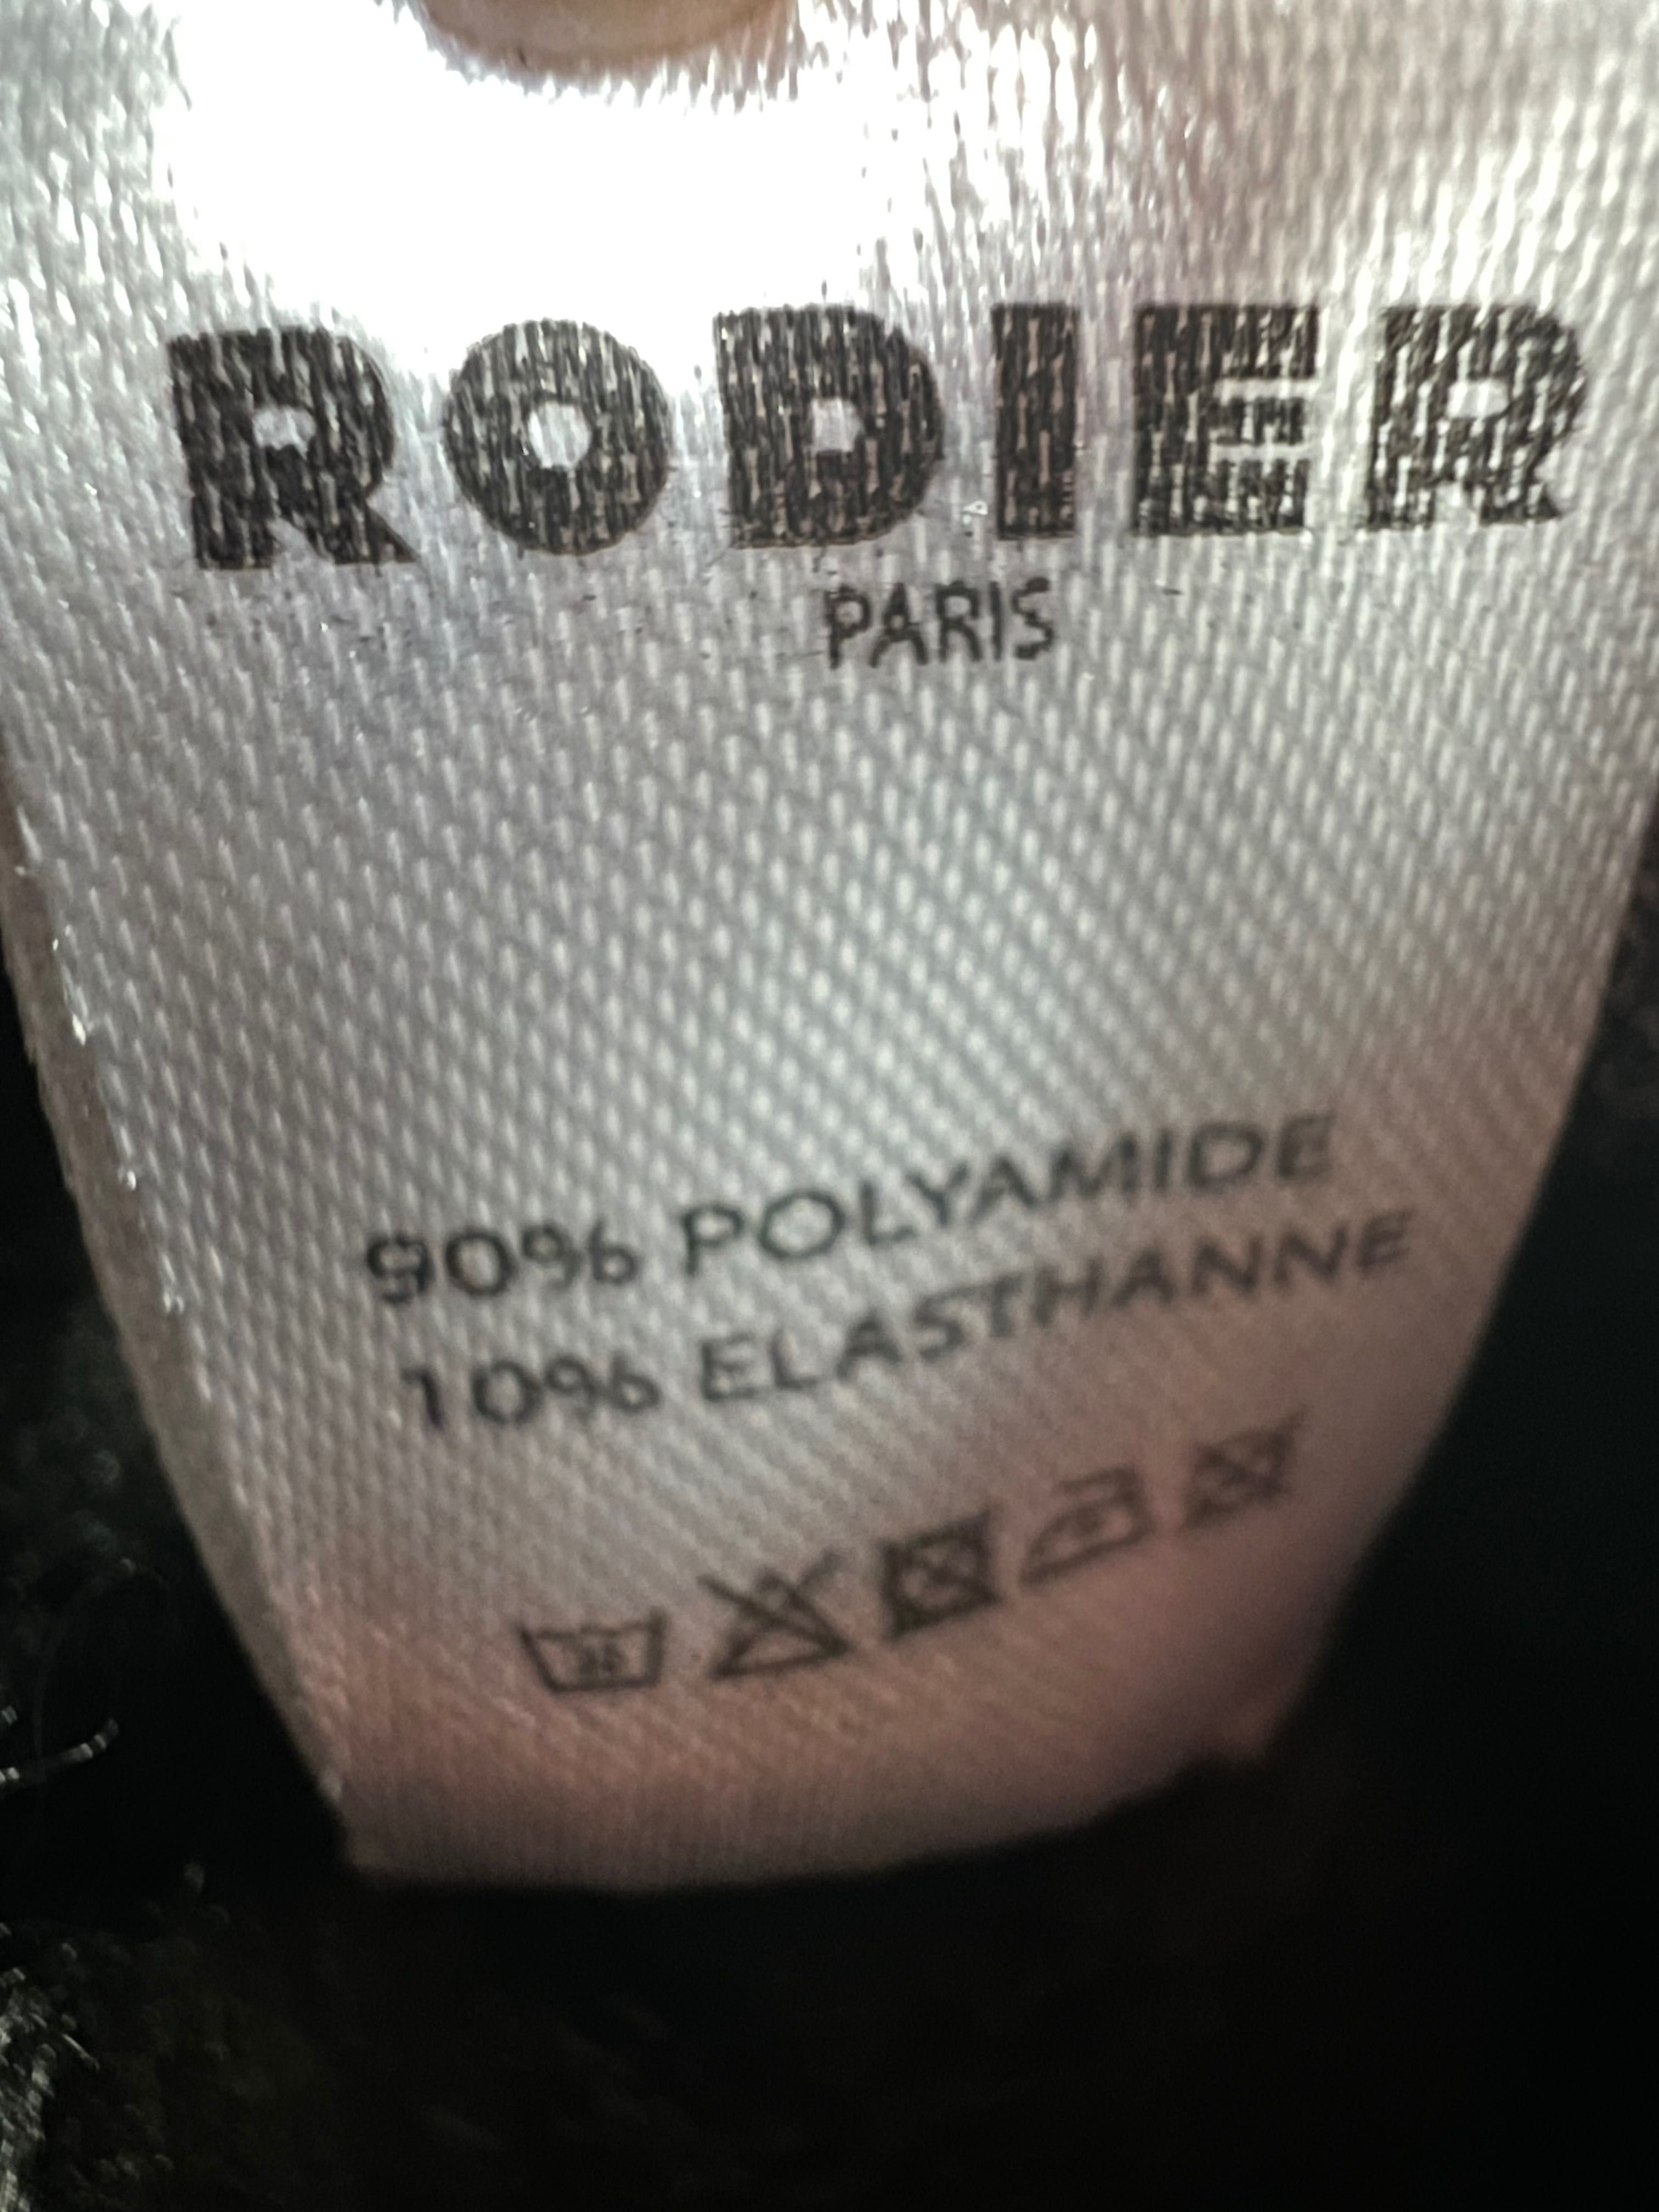 RODIER
PARIS
90% POLYAMIDE
10% ELASTHANNE